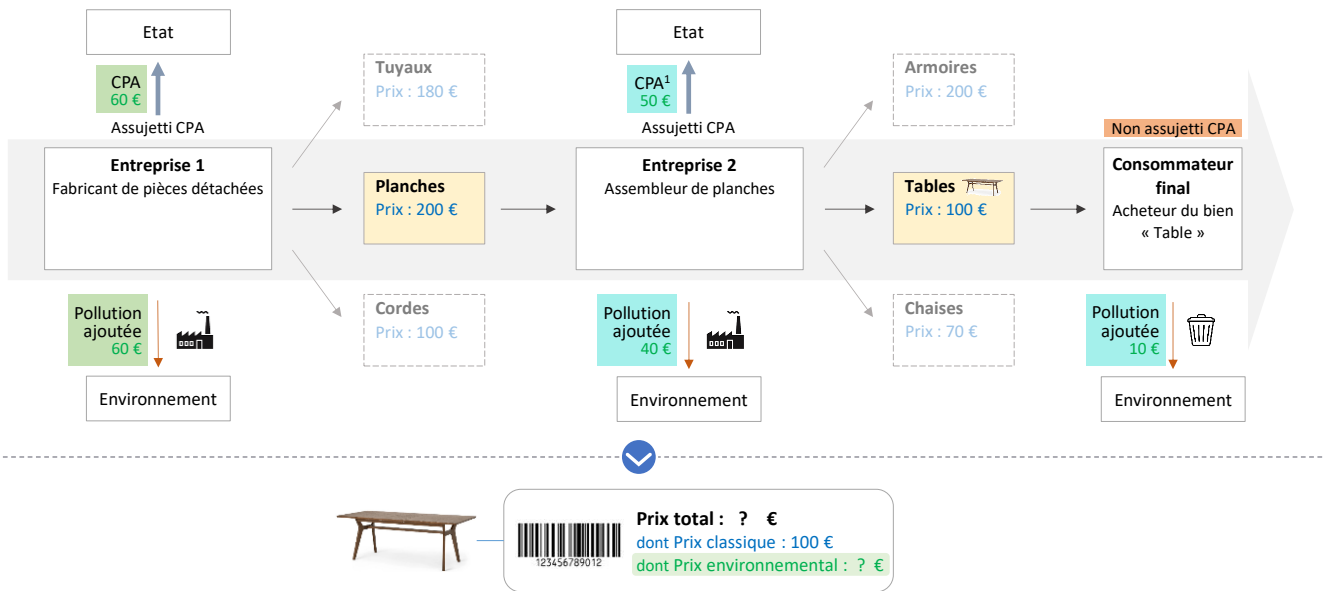 Etat
Etat
CPA
60 €
Assujetti CPA
Tuyaux
Prix : 180 €
CPA¹
50 €
Assujetti CPA
Armoires
Prix : 200 €
Non assujetti CPA
Entreprise 1
Fabricant de pièces détachées
Planches
Prix : 200 €
Entreprise 2
Assembleur de planches
Tables
Prix : 100 €
Consommateur
final
Acheteur du bien
« Table »
Pollution
ajoutée
60 €
Cordes
Prix : 100 €
Pollution
ajoutée
40 €
Chaises
Prix : 70 €
Pollution
ajoutée
10 €
Environnement
Environnement
Environnement
Prix total : ? €
dont Prix classique : 100 €
dont Prix environnemental : ? €
123456789012